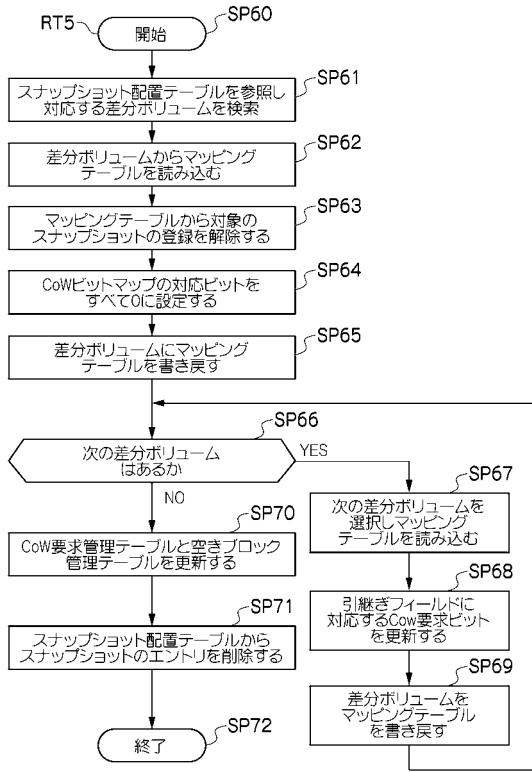 RT5
SP60
開始
SP61
スナップショット配置テーブルを参照し
対応する差分ボリュームを検索
SP62
差分ボリュームからマッピング
テーブルを読み込む
SP63
マッピングテーブルから対象の
スナップショットの登録を解除する
SP64
CoWビットマップの対応ビットを
すべて0に設定する
SP65
差分ボリュームにマッピング
テーブルを書き戻す
SP66
次の差分ボリューム
はあるか
YES
NO
SP67
次の差分ボリュームを
選択しマッピング
テーブルを読み込む
SP68
引継ぎフィールドに
対応するCow要求ビット
を更新する
SP69
差分ボリュームを
マッピングテーブル
を書き戻す
SP70
CoW要求管理テーブルと空きブロック
管理テーブルを更新する
SP71
スナップショット配置テーブルから
スナップショットのエントリを削除する
SP72
終了